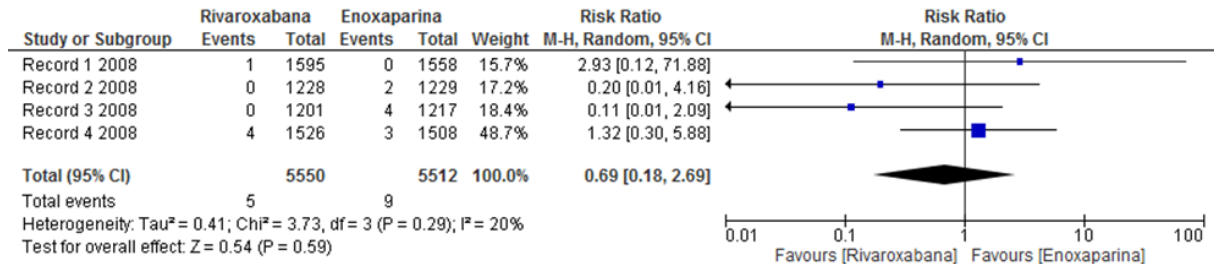 Rivaroxabana Enoxaparina Risk Ratio Risk Ratio
Study or Subgroup Events Total Events Total Weight M-H, Random, 95% CI M-H, Random, 95% CI
Record 1 2008 1 1595 0 1558 15.7% 2.93 [0.12, 71.88]
Record 2 2008 0 1228 2 1229 17.2% 0.20 [0.01, 4.16]
Record 3 2008 0 1201 4 1217 18.4% 0.11 [0.01, 2.09]
Record 4 2008 4 1526 3 1508 48.7% 1.32 [0.30, 5.88]
Total (95% CI) 5550 5512 100.0% 0.69 [0.18, 2.69]
Total events 5 9
Heterogeneity: Tau² = 0.41; Chi² = 3.73, df = 3 (P = 0.29); I² = 20%
Test for overall effect: Z = 0.54 (P = 0.59)
0.01 0.1 1 10 100
Favours [Rivaroxabana] Favours [Enoxaparina]